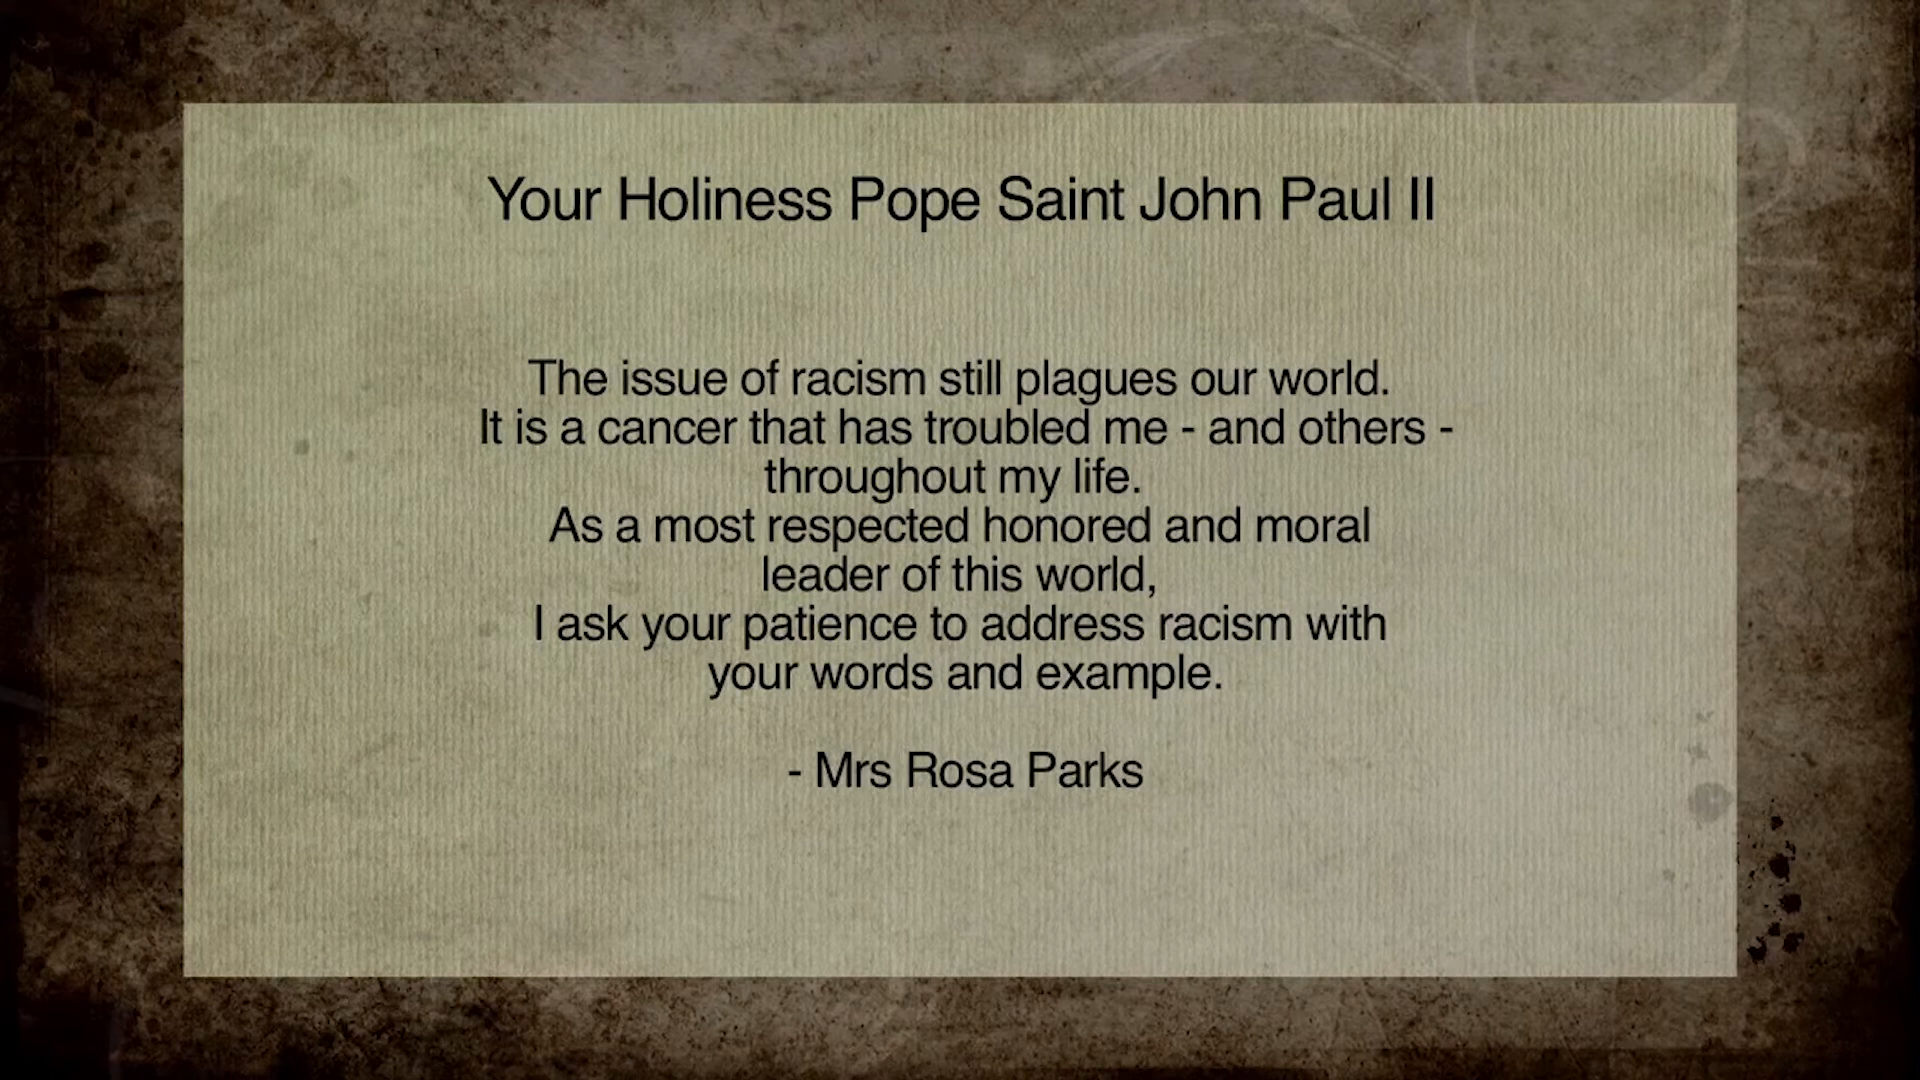 Your Holiness Pope Saint John Paul II
The issue of racism still plagues our world.
It is a cancer that has troubled me - and others -
throughout my life.
As a most respected honored and moral
leader of this world,
I ask your patience to address racism with
your words and example.
- Mrs Rosa Parks